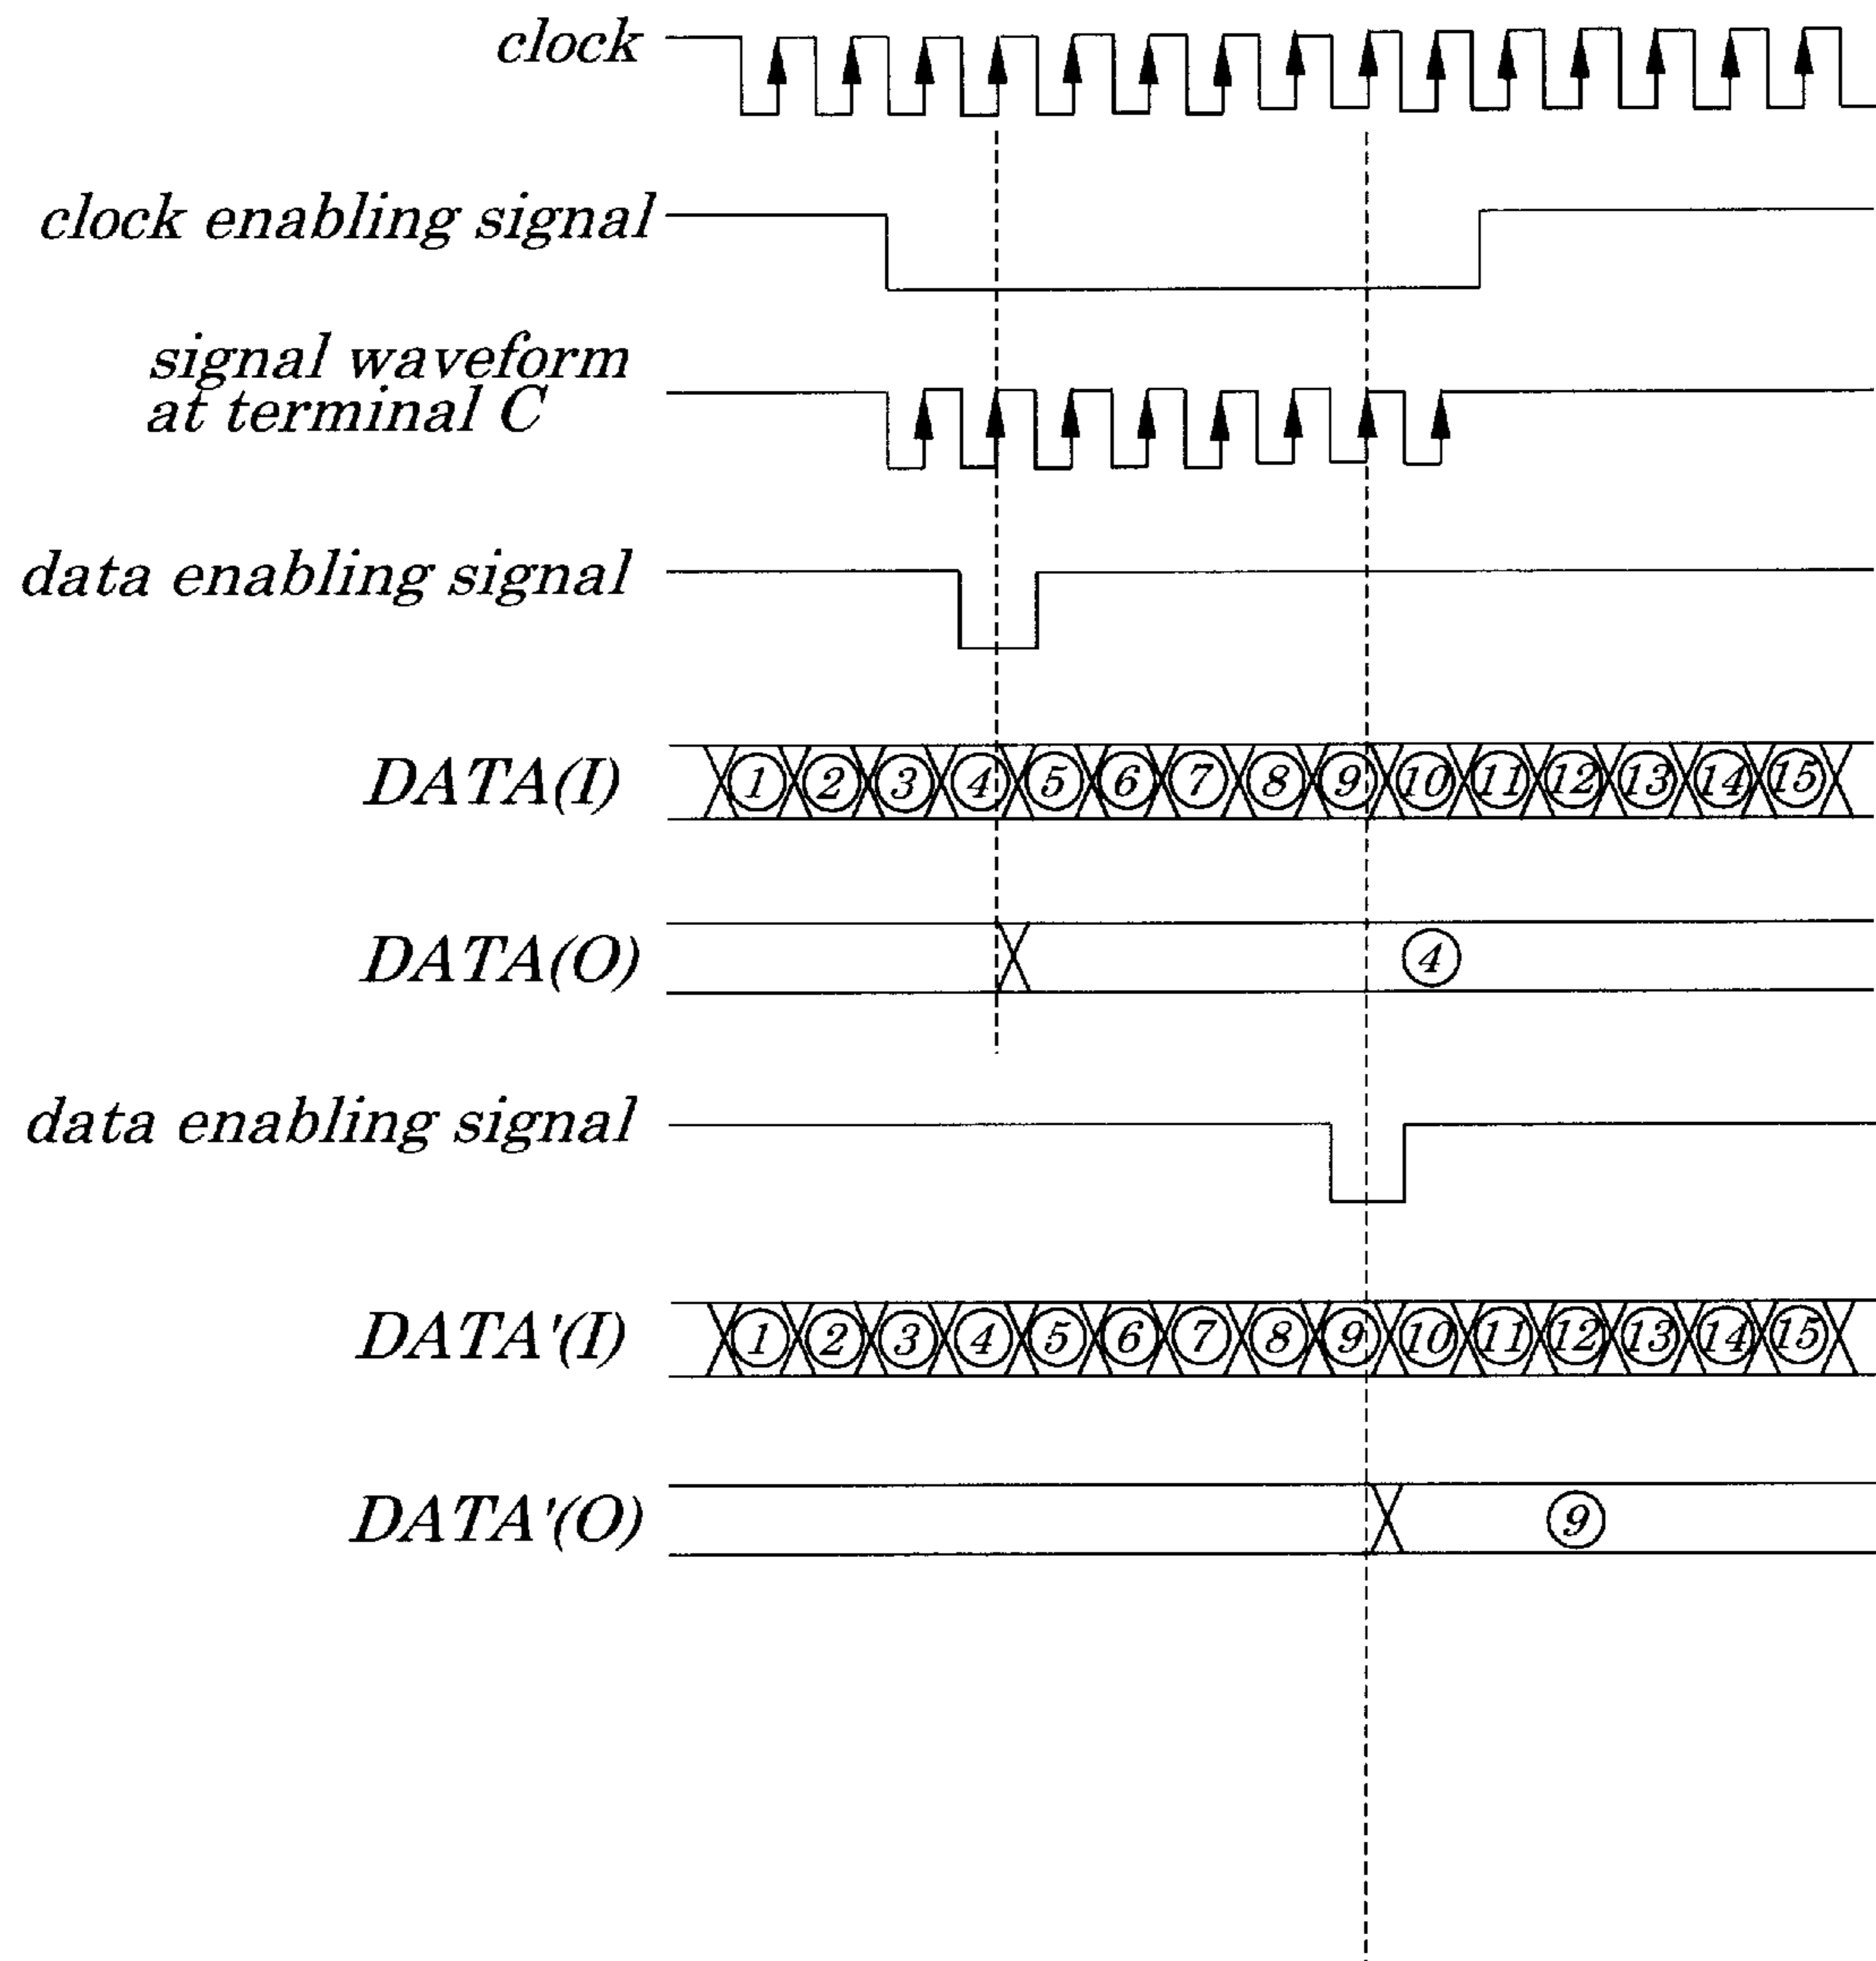 clock
clock enabling signal
signal waveform
at terminal C
data enabling signal
DATA(I) ① ② ③ ④ ⑤ ⑥ ⑦ ⑧ ⑨ ⑩ ⑪ ⑫ ⑬ ⑭ ⑮
DATA(O) ④
data enabling signal
DATA'(I) ① ② ③ ④ ⑤ ⑥ ⑦ ⑧ ⑨ ⑩ ⑪ ⑫ ⑬ ⑭ ⑮
DATA'(O) ⑨